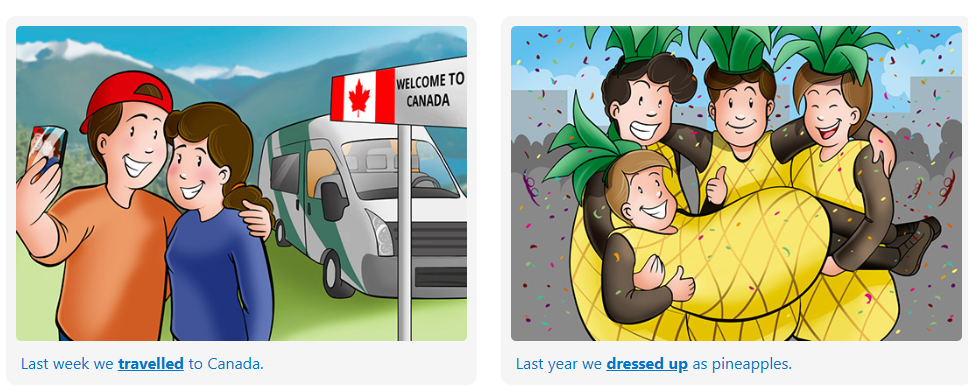 WELCOME TO
CANADA
Last week we travelled to Canada.
Last year we dressed up as pineapples.